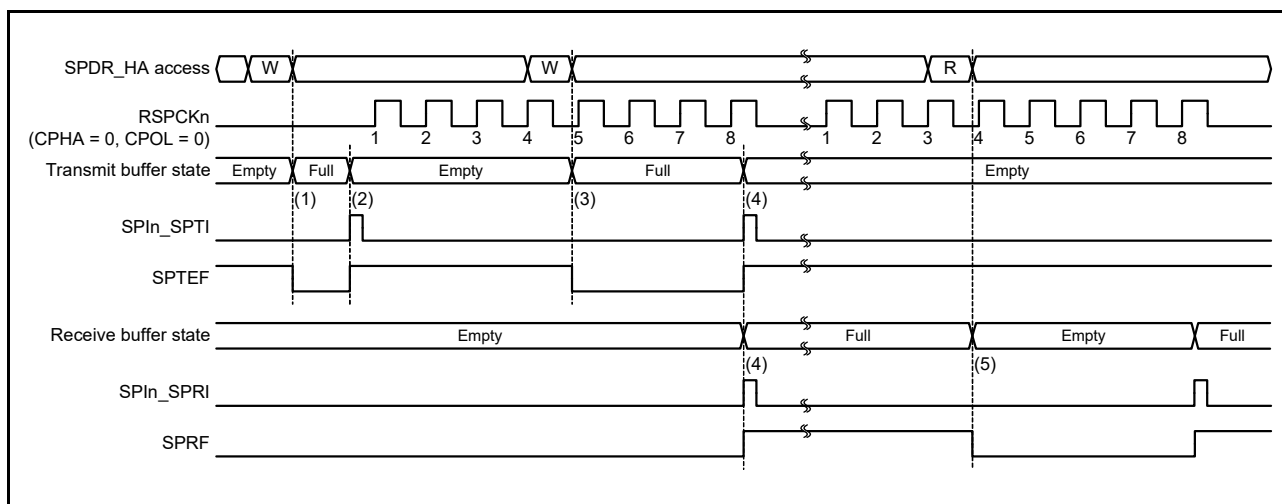 SPDR_HA access W W R
RSPCKn
(CPHA = 0, CPOL = 0) 1 2 3 4 5 6 7 8 1 2 3 4 5 6 7 8
Transmit buffer state Empty Full Empty Full Empty
(1) (2) (3) (4)
SPIn_SPTI
SPTEF
Receive buffer state Empty Full Empty Full
(4) (5)
SPIn_SPRI
SPRF